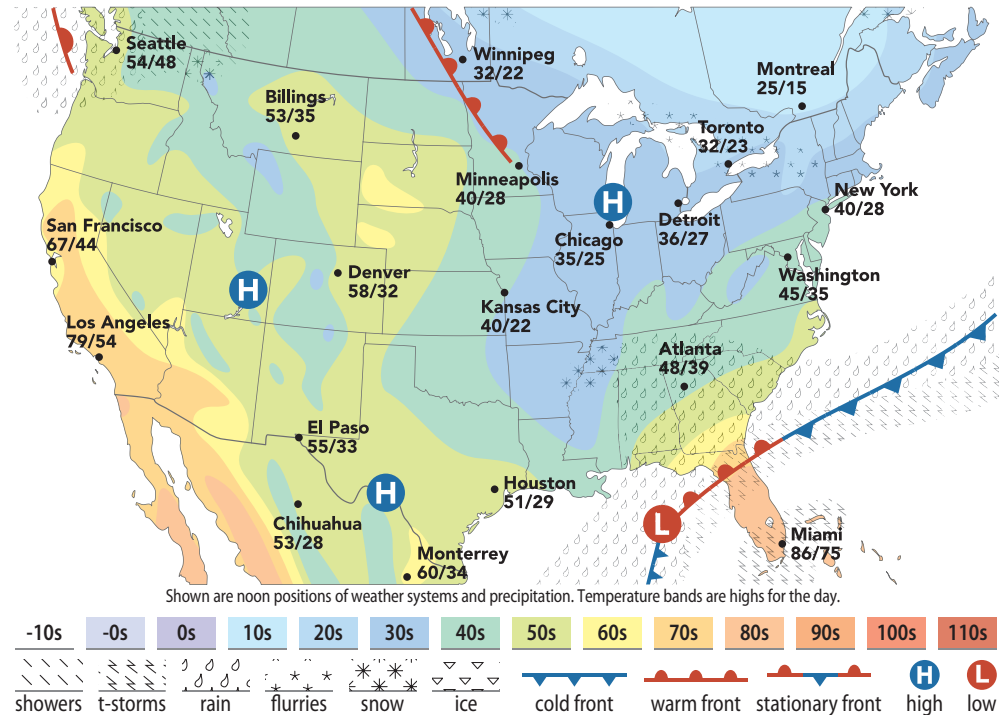 Seattle
54/48
Winnipeg
32/22
Montreal
25/15
Billings
53/35
Toronto
32/23
Minneapolis
40/28
New York
40/28
H
Detroit
36/27
San Francisco
67/44
Chicago
35/25
Denver
58/32
Washington
45/35
H
Kansas City
40/22
Los Angeles
79/54
Atlanta
48/39
El Paso
55/33
H
Houston
51/29
L
Chihuahua
53/28
Miami
86/75
Monterrey
60/34
Shown are noon positions of weather systems and precipitation. Temperature bands are highs for the day.
-10s -0s 0s 10s 20s 30s 40s 50s 60s 70s 80s 90s 100s 110s
H L
showers t-storms rain flurries snow ice cold front warm front stationary front high low